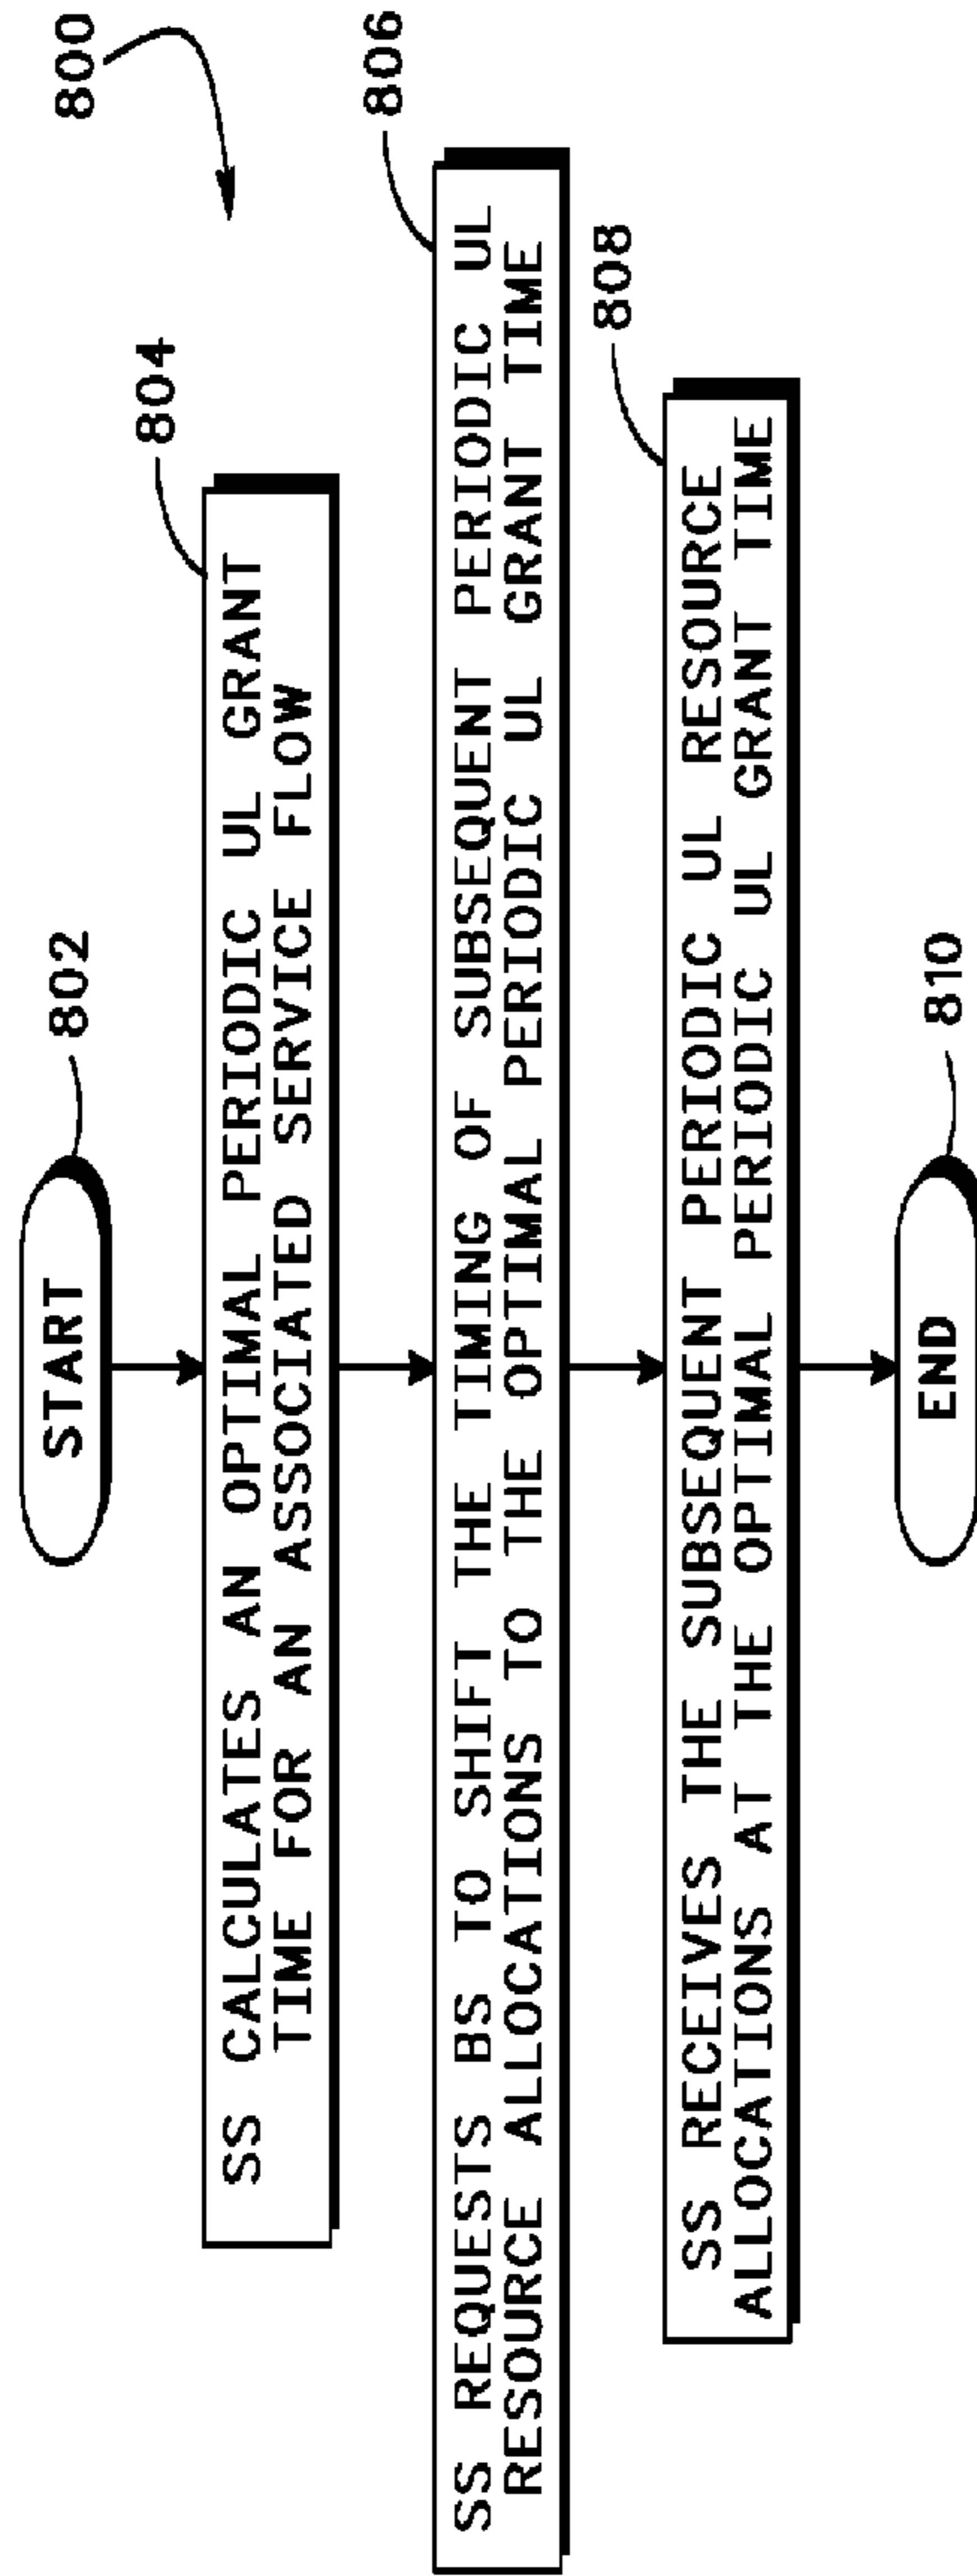 800
START
802
SS CALCULATES AN OPTIMAL PERIODIC UL GRANT
TIME FOR AN ASSOCIATED SERVICE FLOW
804
SS REQUESTS BS TO SHIFT THE TIMING OF SUBSEQUENT PERIODIC UL
RESOURCE ALLOCATIONS TO THE OPTIMAL PERIODIC UL GRANT TIME
806
SS RECEIVES THE SUBSEQUENT PERIODIC UL RESOURCE
ALLOCATIONS AT THE OPTIMAL PERIODIC UL GRANT TIME
808
END
810